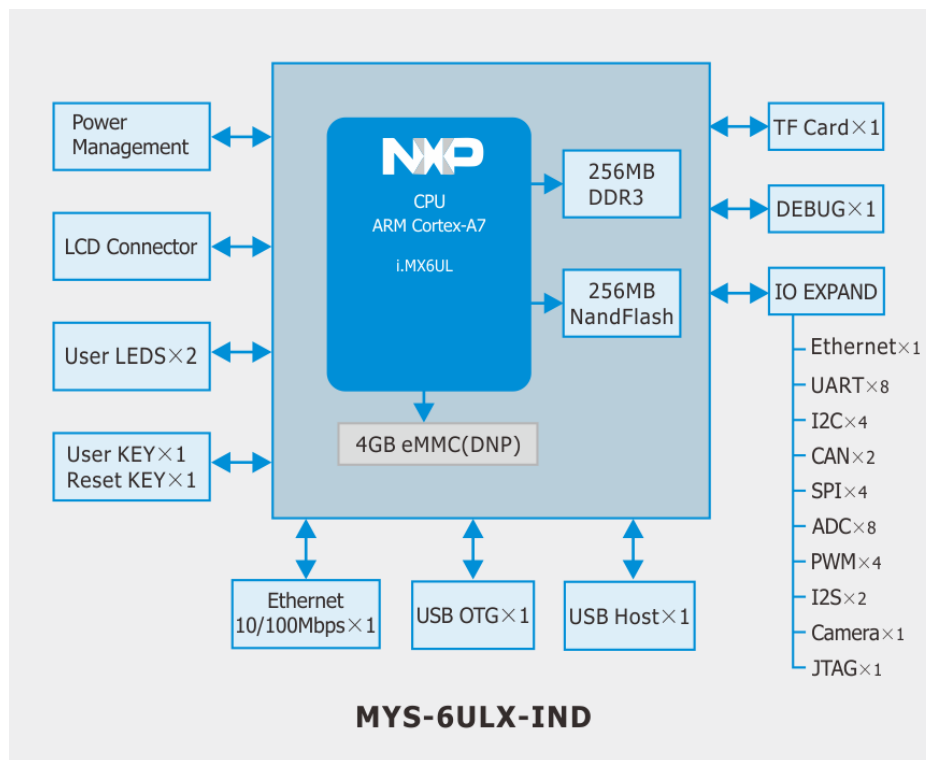 Power
Management
LCD Connector
User LEDS×2
User KEY×1
Reset KEY×1
NXP
CPU
ARM Cortex-A7
i.MX6UL
256MB
DDR3
256MB
NandFlash
4GB eMMC(DNP)
TF Card×1
DEBUG×1
IO EXPAND
Ethernet×1
UART×8
I2C×4
CAN×2
SPI×4
ADC×8
PWM×4
I2S×2
Camera×1
JTAG×1
Ethernet
10/100Mbps×1
USB OTG×1
USB Host×1
MYS-6ULX-IND